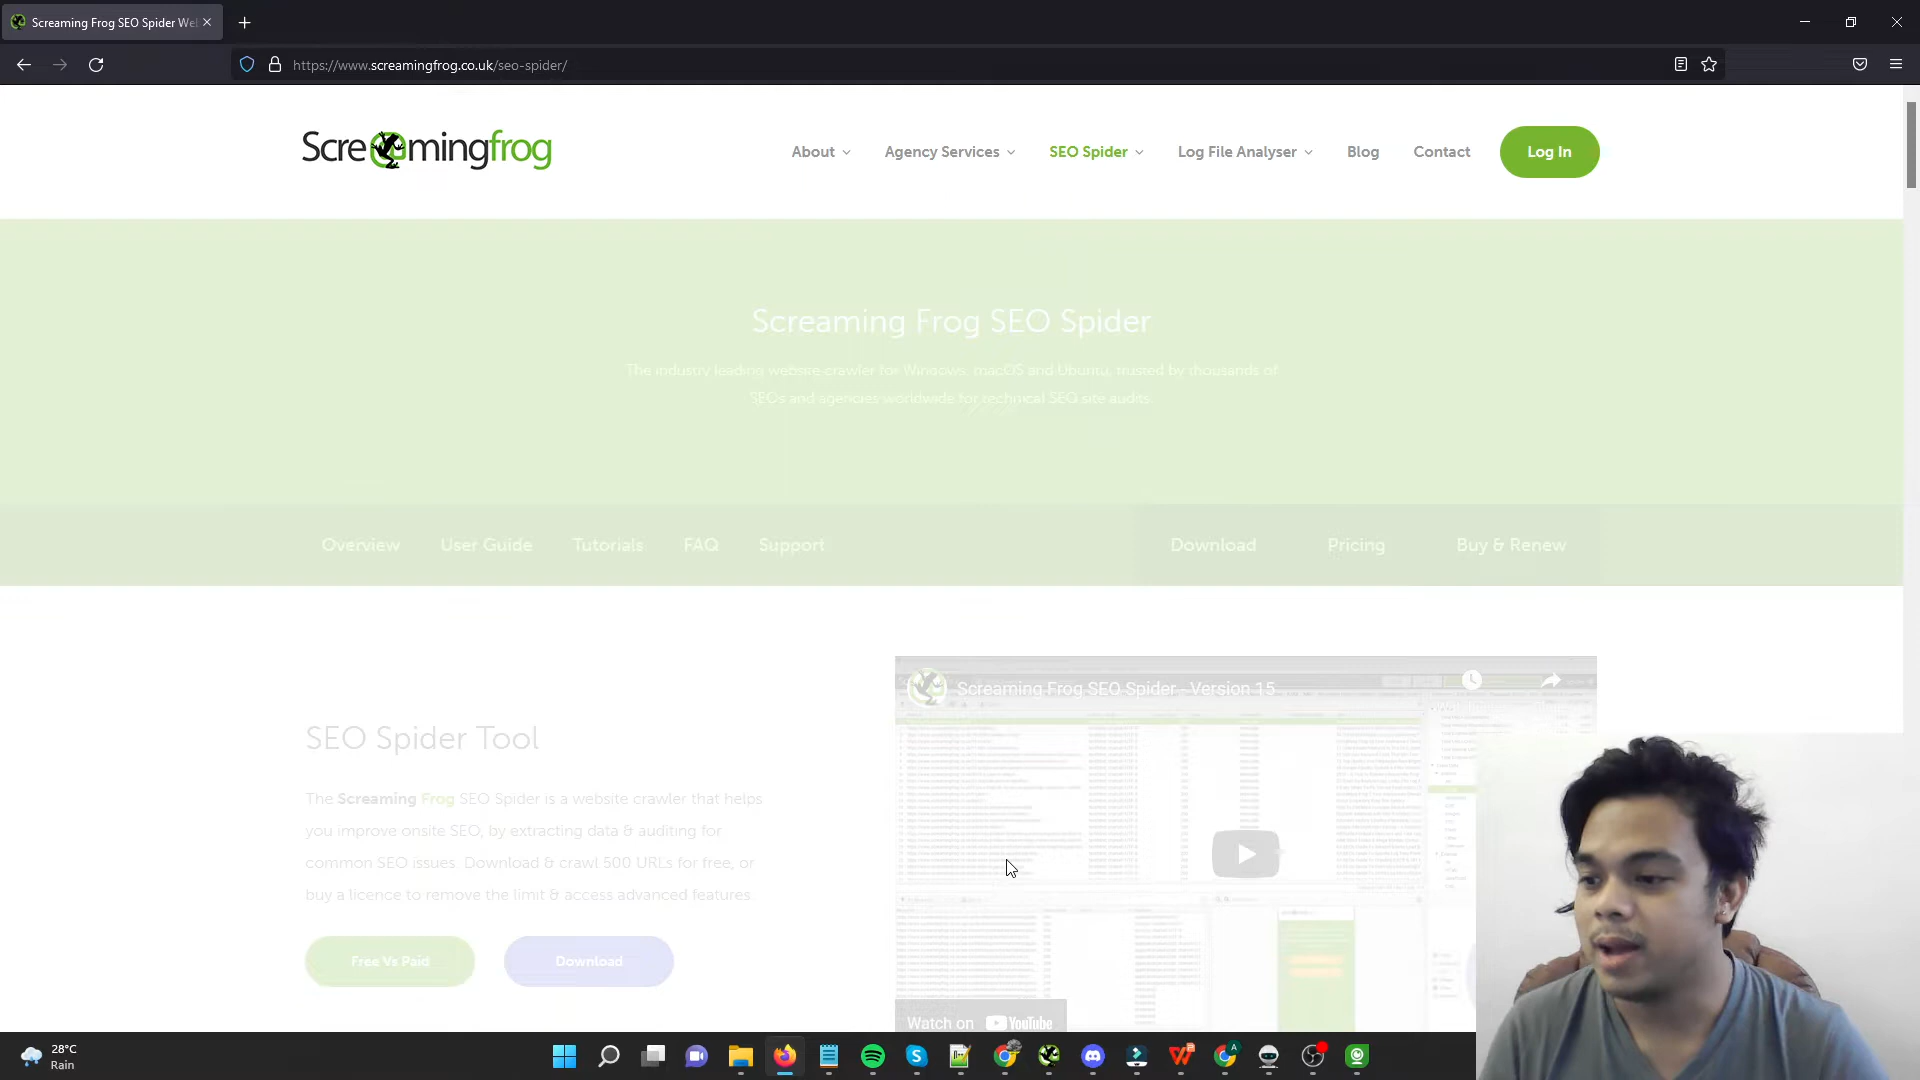 Screaming Frog SEO Spider We
https://www.screamingfrog.co.uk/seo-spider/
Screamingfrog
About
Agency Services
SEO Spider
Log File Analyser
Blog
Contact
Log In
Screaming Frog SEO Spider
The industry leading website crawler for Windows, macOS and Ubuntu, trusted by thousands of
SEOs and agencies worldwide for technical SEO site audits.
Overview
User Guide
Tutorials
FAQ
Support
Download
Pricing
Buy & Renew
SEO Spider Tool
The Screaming Frog SEO Spider is a website crawler that helps
you improve onsite SEO, by extracting data & auditing for
common SEO issues. Download & crawl 500 URLs for free, or
buy a licence to remove the limit & access advanced features.
Free Vs Paid
Download
Screaming Frog SEO Spider - Version 15
Watch on YouTube
28°C
Rain